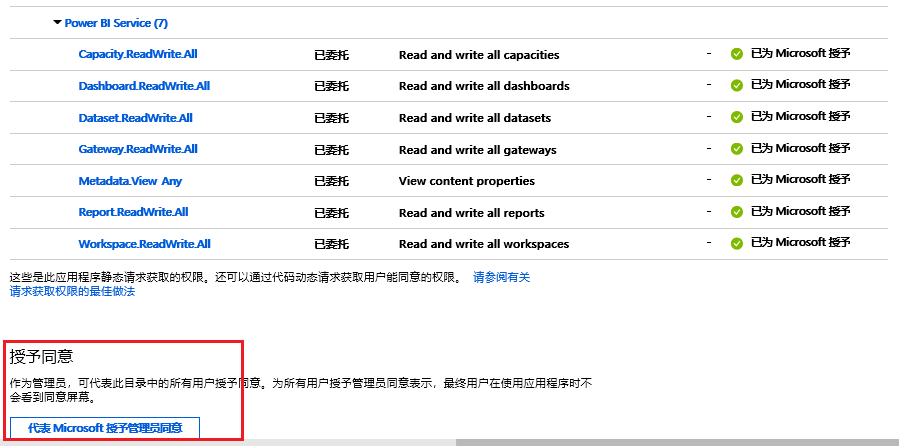 Power BI Service (7)
Capacity.ReadWrite.All 已委托 Read and write all capacities - 已为 Microsoft 授予
Dashboard.ReadWrite.All 已委托 Read and write all dashboards - 已为 Microsoft 授予
Dataset.ReadWrite.All 已委托 Read and write all datasets - 已为 Microsoft 授予
Gateway.ReadWrite.All 已委托 Read and write all gateways - 已为 Microsoft 授予
Metadata.View_Any 已委托 View content properties - 已为 Microsoft 授予
Report.ReadWrite.All 已委托 Read and write all reports - 已为 Microsoft 授予
Workspace.ReadWrite.All 已委托 Read and write all workspaces - 已为 Microsoft 授予
这些是此应用程序静态请求获取的权限。还可以通过代码动态请求获取用户能同意的权限。 请参阅有关
请求获取权限的最佳做法
授予同意
作为管理员，可代表此目录中的所有用户授予同意。为所有用户授予管理员同意表示，最终用户在使用应用程序时不
会看到同意屏幕。
代表 Microsoft 授予管理员同意